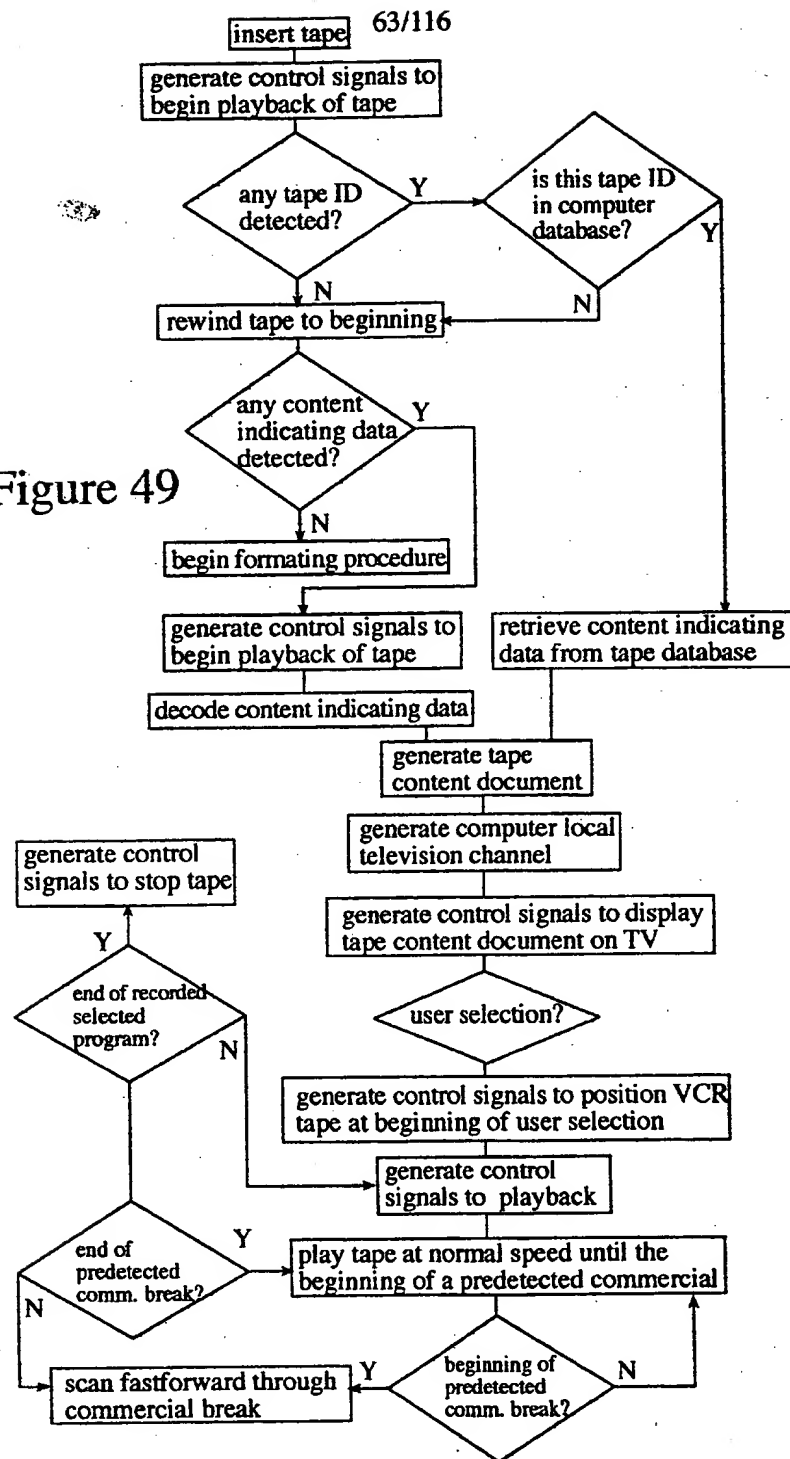 63/116
insert tape
generate control signals to
begin playback of tape
any tape ID
detected?
Y
is this tape ID
in computer
database?
Y
N
N
rewind tape to beginning
any content
indicating data
detected?
Y
Figure 49
N
begin formating procedure
generate control signals to
begin playback of tape
retrieve content indicating
data from tape database
decode content indicating data
generate tape
content document
generate computer local
television channel
generate control
signals to stop tape
generate control signals to display
tape content document on TV
Y
end of recorded
selected
program?
N
user selection?
generate control signals to position VCR
tape at beginning of user selection
generate control
signals to playback
end of
predetected
comm. break?
Y
N
play tape at normal speed until the
beginning of a predetected commercial
scan fastforward through
commercial break
Y
beginning of
predetected
comm. break?
N